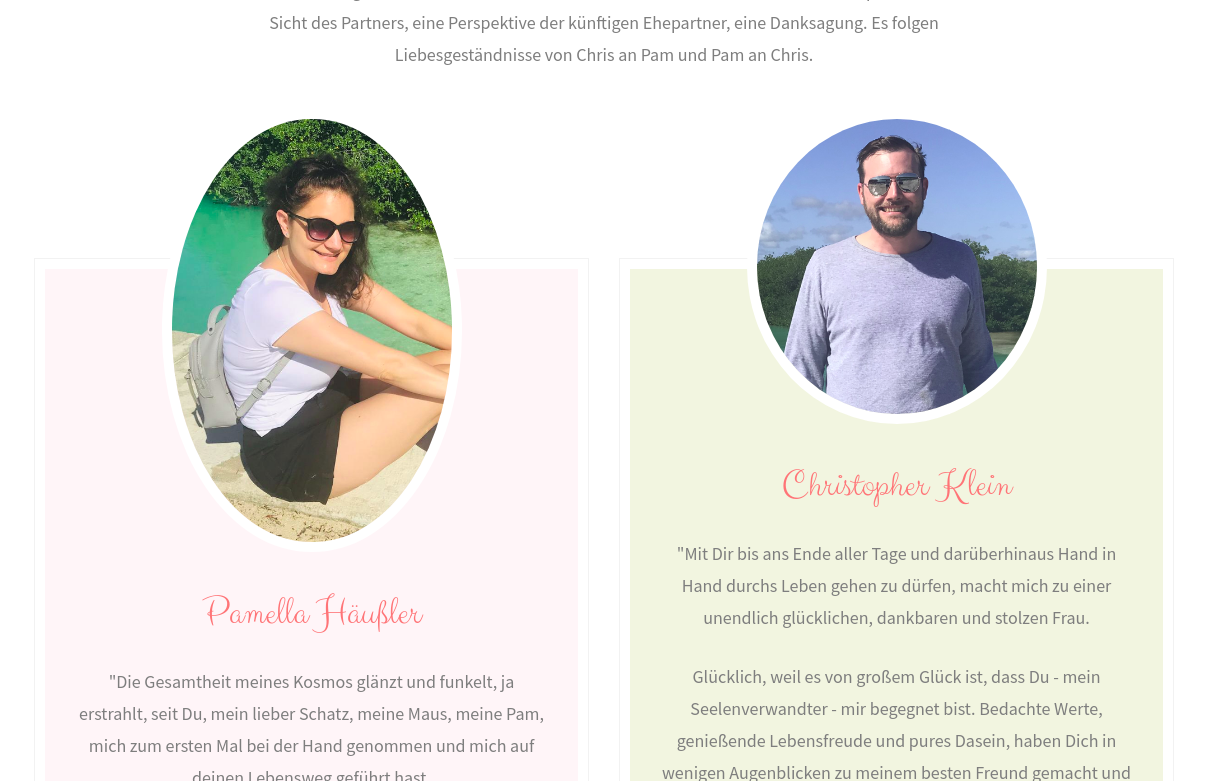 Sicht des Partners, eine Perspektive der künftigen Ehepartner, eine Danksagung. Es folgen
Liebesgeständnisse von Chris an Pam und Pam an Chris.
Pamella Häußler
"Die Gesamtheit meines Kosmos glänzt und funkelt, ja
erstrahlt, seit Du, mein lieber Schatz, meine Maus, meine Pam,
mich zum ersten Mal bei der Hand genommen und mich auf
deinen Lebensweg geführt hast.
Christopher Klein
"Mit Dir bis ans Ende aller Tage und darüberhinaus Hand in
Hand durchs Leben gehen zu dürfen, macht mich zu einer
unendlich glücklichen, dankbaren und stolzen Frau.
Glücklich, weil es von großem Glück ist, dass Du - mein
Seelenverwandter - mir begegnet bist. Bedachte Werte,
genießende Lebensfreude und pures Dasein, haben Dich in
wenigen Augenblicken zu meinem besten Freund gemacht und